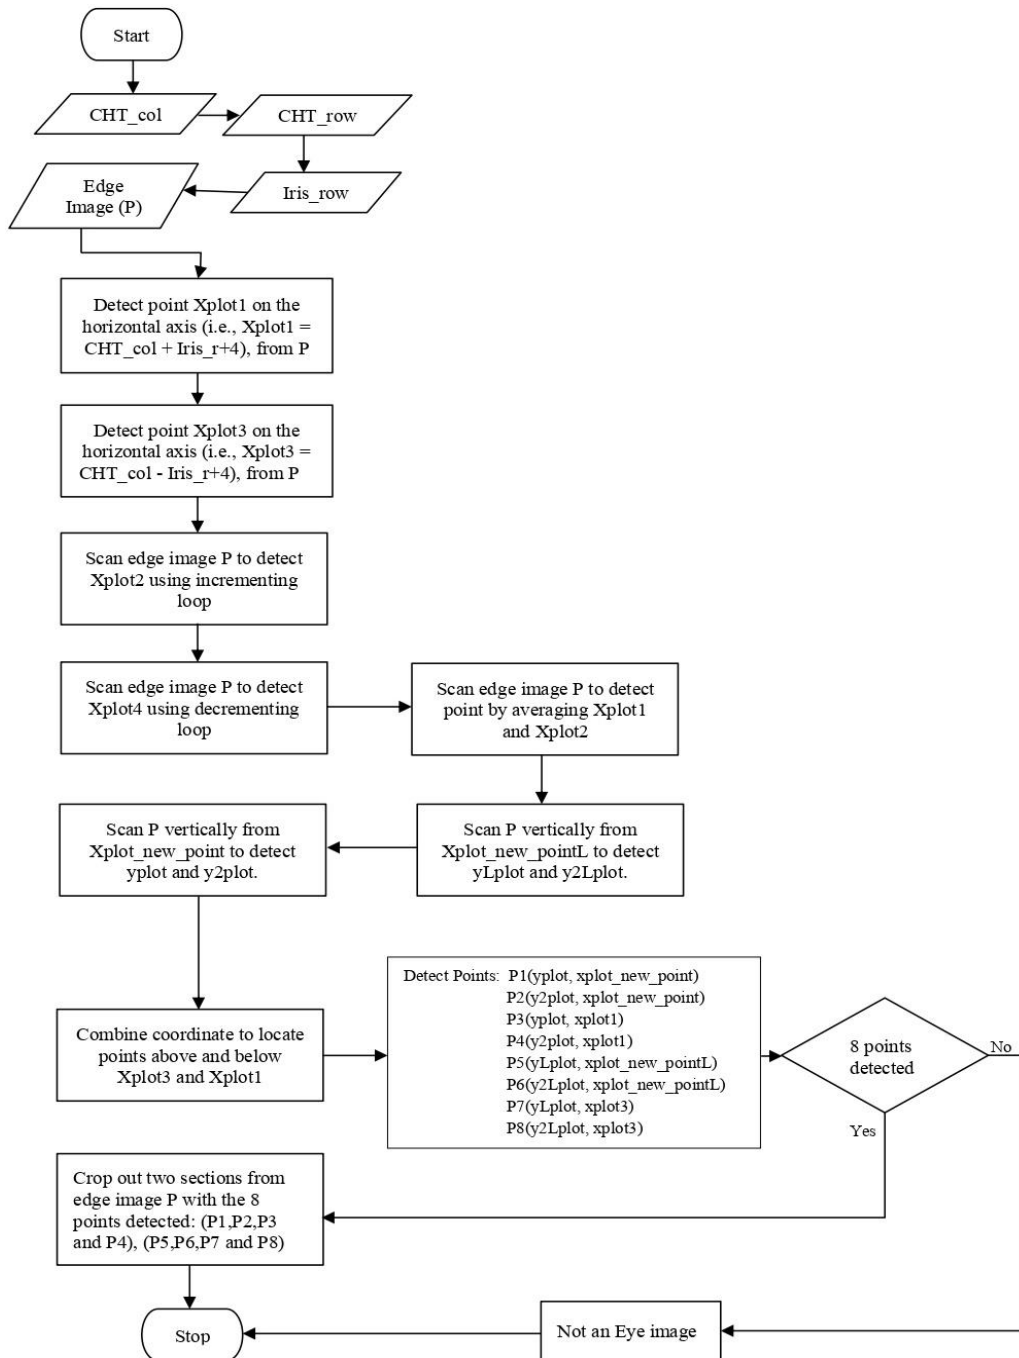 Start
CHT_col
CHT_row
Iris_row
Edge
Image (P)
Detect point Xplot1 on the
horizontal axis (i.e., Xplot1 =
CHT_col + Iris_r+4), from P
Detect point Xplot3 on the
horizontal axis (i.e., Xplot3 =
CHT_col - Iris_r+4), from P
Scan edge image P to detect
Xplot2 using incrementing
loop
Scan edge image P to detect
Xplot4 using decrementing
loop
Scan edge image P to detect
point by averaging Xplot1
and Xplot2
Scan P vertically from
Xplot_new_pointL to detect
yLplot and y2Lplot.
Scan P vertically from
Xplot_new_point to detect
yplot and y2plot.
Combine coordinate to locate
points above and below
Xplot3 and Xplot1
Detect Points: P1(yplot, xplot_new_point)
P2(y2plot, xplot_new_point)
P3(yplot, xplot1)
P4(y2plot, xplot1)
P5(yLplot, xplot_new_pointL)
P6(y2Lplot, xplot_new_pointL)
P7(yLplot, xplot3)
P8(y2Lplot, xplot3)
8 points
detected
No
Yes
Crop out two sections from
edge image P with the 8
points detected: (P1,P2,P3
and P4), (P5,P6,P7 and P8)
Not an Eye image
Stop